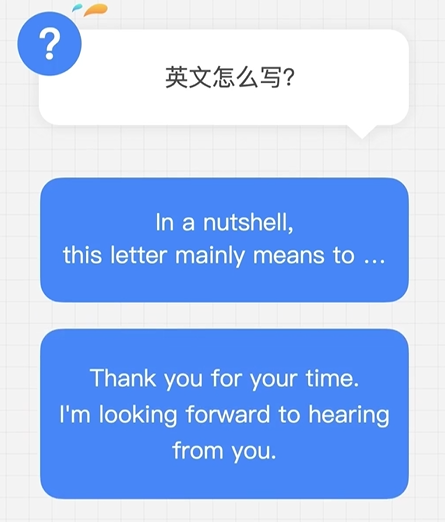 ?
英文怎么写?
In a nutshell,
this letter mainly means to ...
Thank you for your time.
I'm looking forward to hearing
from you.